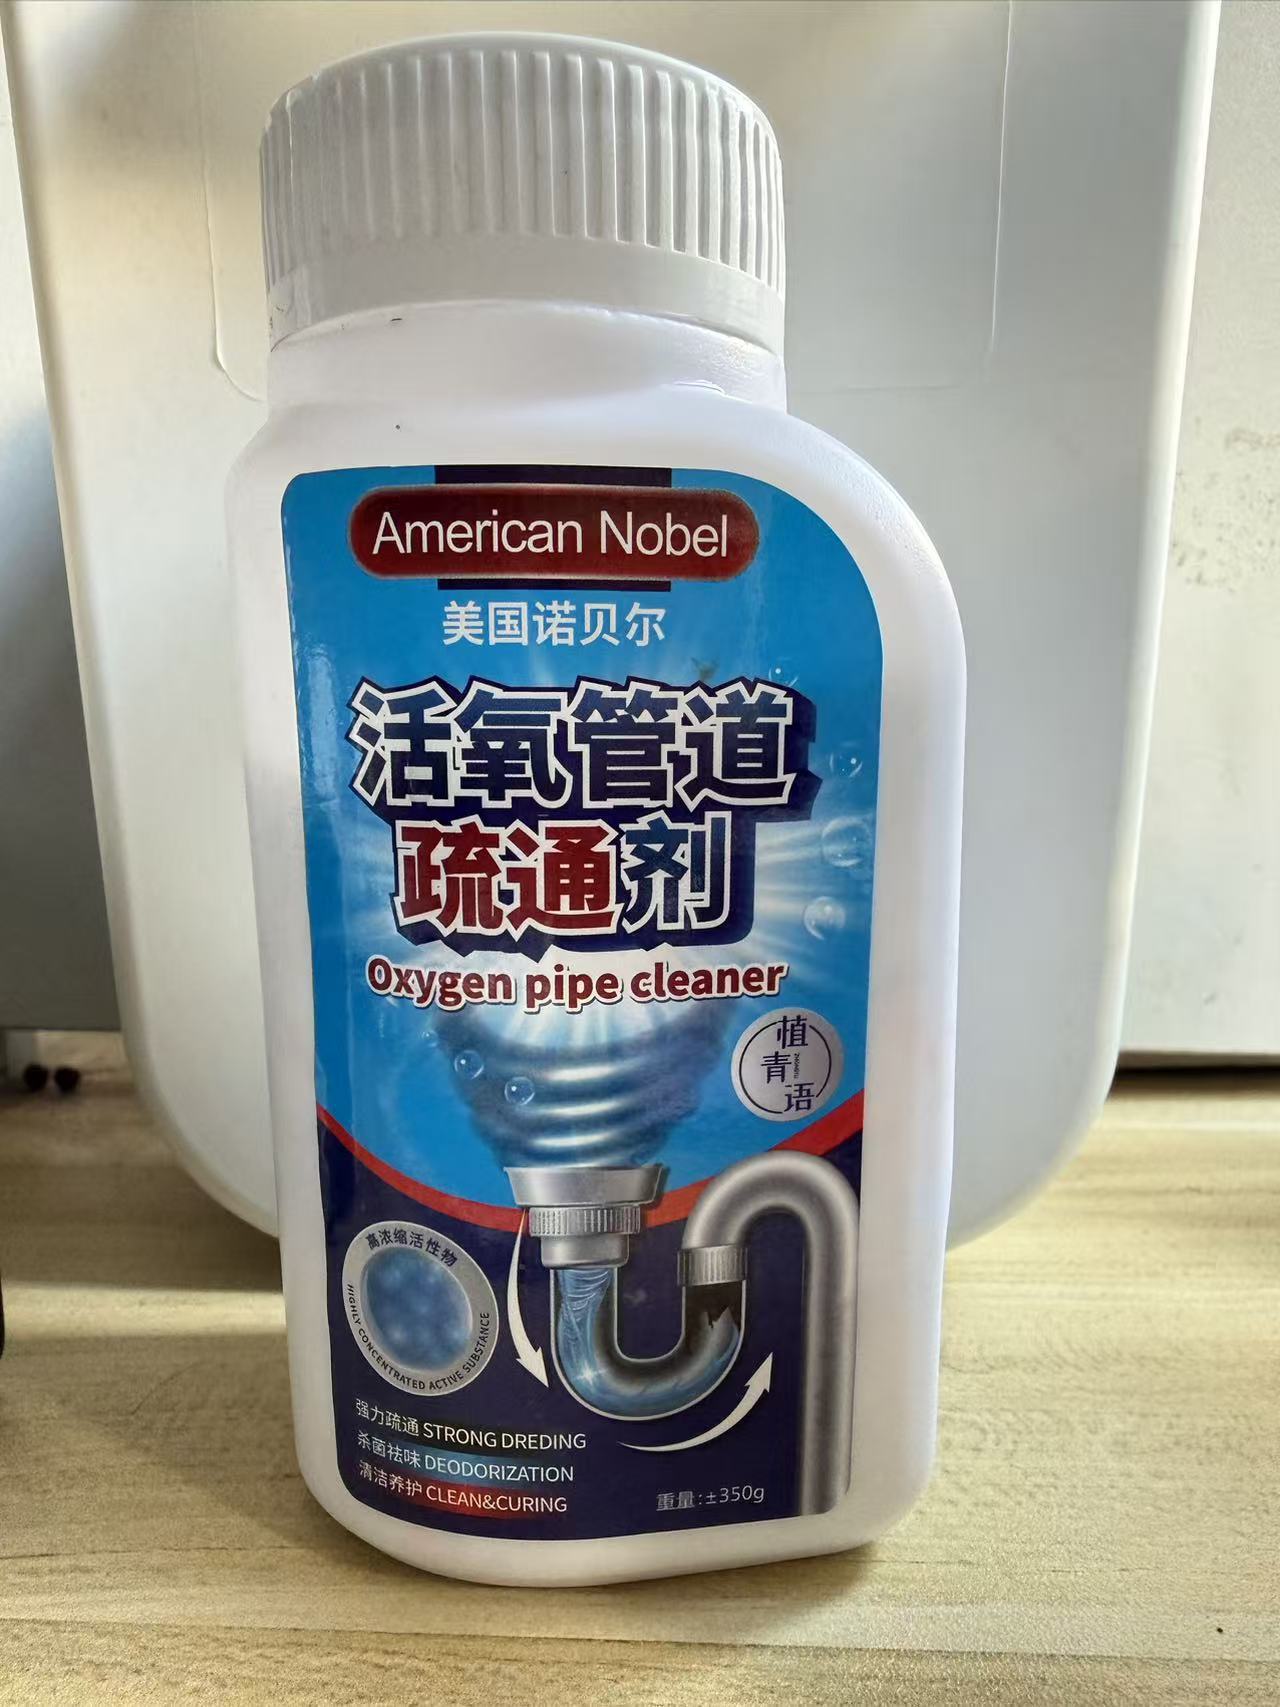 American Nobel
美国诺贝尔
活氧管道
疏通剂
Oxygen pipe cleaner
植
青
语
高浓缩活性物
HIGHLY CONCENTRATED ACTIVE SUBSTANCE
强力疏通 STRONG DREDING
杀菌祛味 DEODORIZATION
清洁养护 CLEAN&CURING
重量:±350g